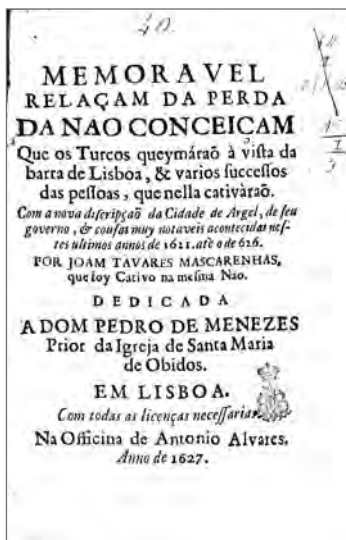 MEMORAVEL
RELAÇAM DA PERDA
DA NAO CONCEICAM
Que os Turcos queymáraõ à vista da
barra de Lisboa, & varios successos
das pessoas, que nella cativàraõ.
Com a nova discripçaõ da Cidade de Argel, de seu
governo, & cousas muy notaveis acontecidas nes-
tes ultimos annos de 1621. até o de 626.
POR JOAM TAVARES MASCARENHAS,
que foy Cativo na mesma Nao.
DEDICADA
A DOM PEDRO DE MENEZES
Prior da Igreja de Santa Maria
de Obidos.
EM LISBOA.
Com todas as licenças necessarias.
Na Officina de Antonio Alvares.
Anno de 1627.